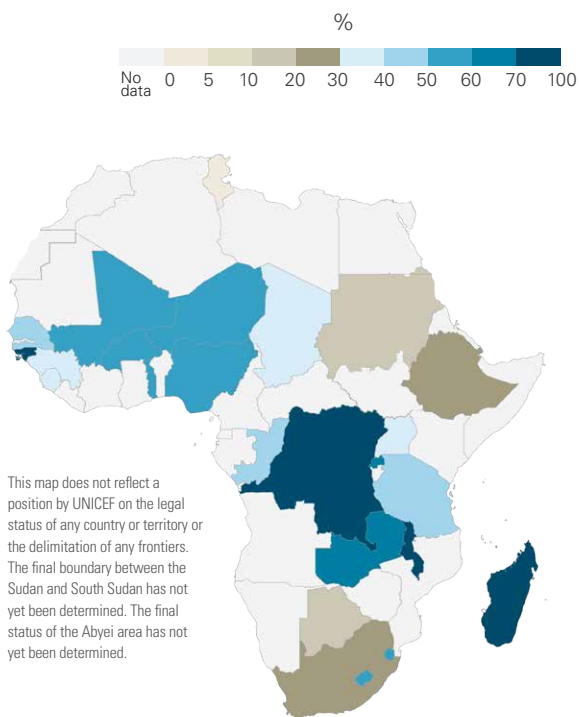 %
No data 0 5 10 20 30 40 50 60 70 100
This map does not reflect a
position by UNICEF on the legal
status of any country or territory or
the delimitation of any frontiers.
The final boundary between the
Sudan and South Sudan has not
yet been determined. The final
status of the Abyei area has not
yet been determined.